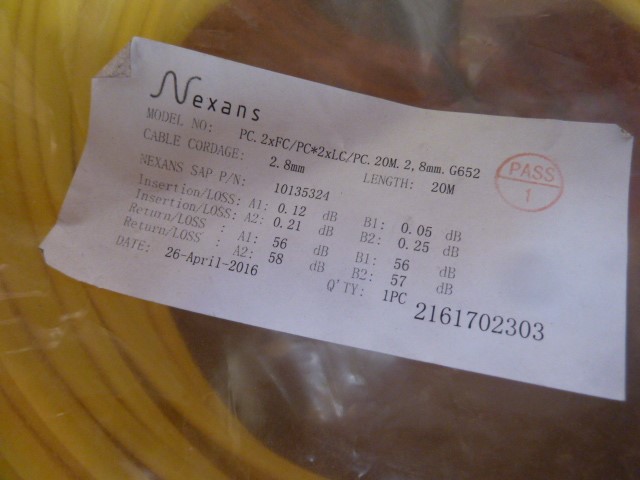 Nexans
MODEL NO: PC.2xFC/PC*2xLC/PC.20M.2,8mm.G652
CABLE CORDAGE: 2.8mm LENGTH: 20M
NEXANS SAP P/N: 10135324
Insertion/LOSS: A1: 0.12 dB B1: 0.05 dB
Insertion/LOSS: A2: 0.21 dB B2: 0.25 dB
Return/LOSS : A1: 56 dB B1: 56 dB
Return/LOSS : A2: 58 dB B2: 57 dB
DATE: 26-April-2016 Q'TY: 1PC
2161702303
PASS
1